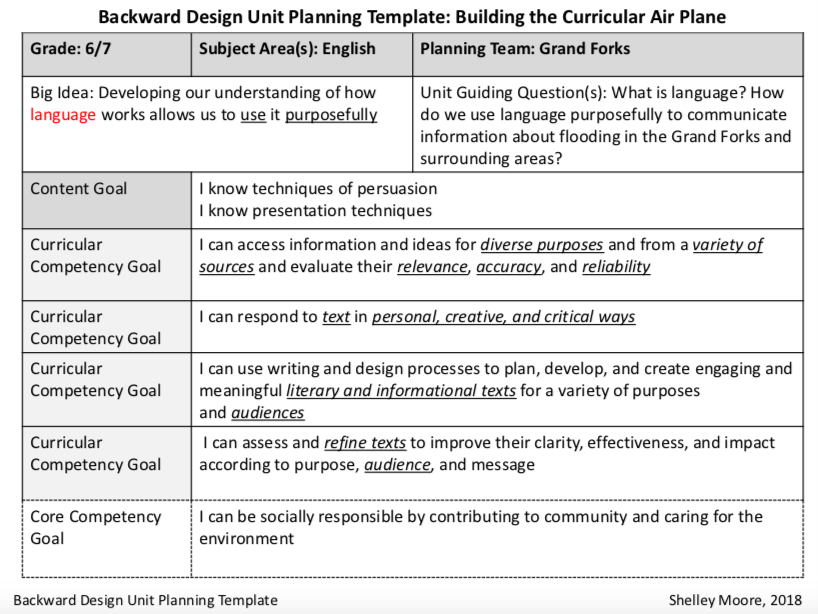 Backward Design Unit Planning Template: Building the Curricular Air Plane
Grade: 6/7
Subject Area(s): English
Planning Team: Grand Forks
Big Idea: Developing our understanding of how
language works allows us to use it purposefully
Unit Guiding Question(s): What is language? How
do we use language purposefully to communicate
information about flooding in the Grand Forks and
surrounding areas?
Content Goal
I know techniques of persuasion
I know presentation techniques
Curricular
Competency Goal
I can access information and ideas for diverse purposes and from a variety of
sources and evaluate their relevance, accuracy, and reliability
Curricular
Competency Goal
I can respond to text in personal, creative, and critical ways
Curricular
Competency Goal
I can use writing and design processes to plan, develop, and create engaging and
meaningful literary and informational texts for a variety of purposes
and audiences
Curricular
Competency Goal
I can assess and refine texts to improve their clarity, effectiveness, and impact
according to purpose, audience, and message
Core Competency
Goal
I can be socially responsible by contributing to community and caring for the
environment
Backward Design Unit Planning Template
Shelley Moore, 2018